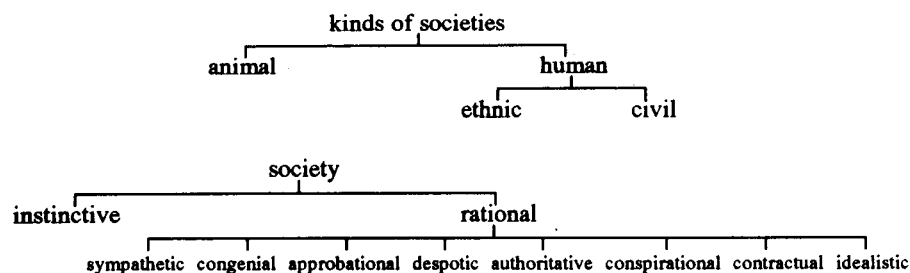 kinds of societies
animal human
ethnic civil
society
instinctive rational
sympathetic congenial approbational despotic authoritative conspirational contractual idealistic